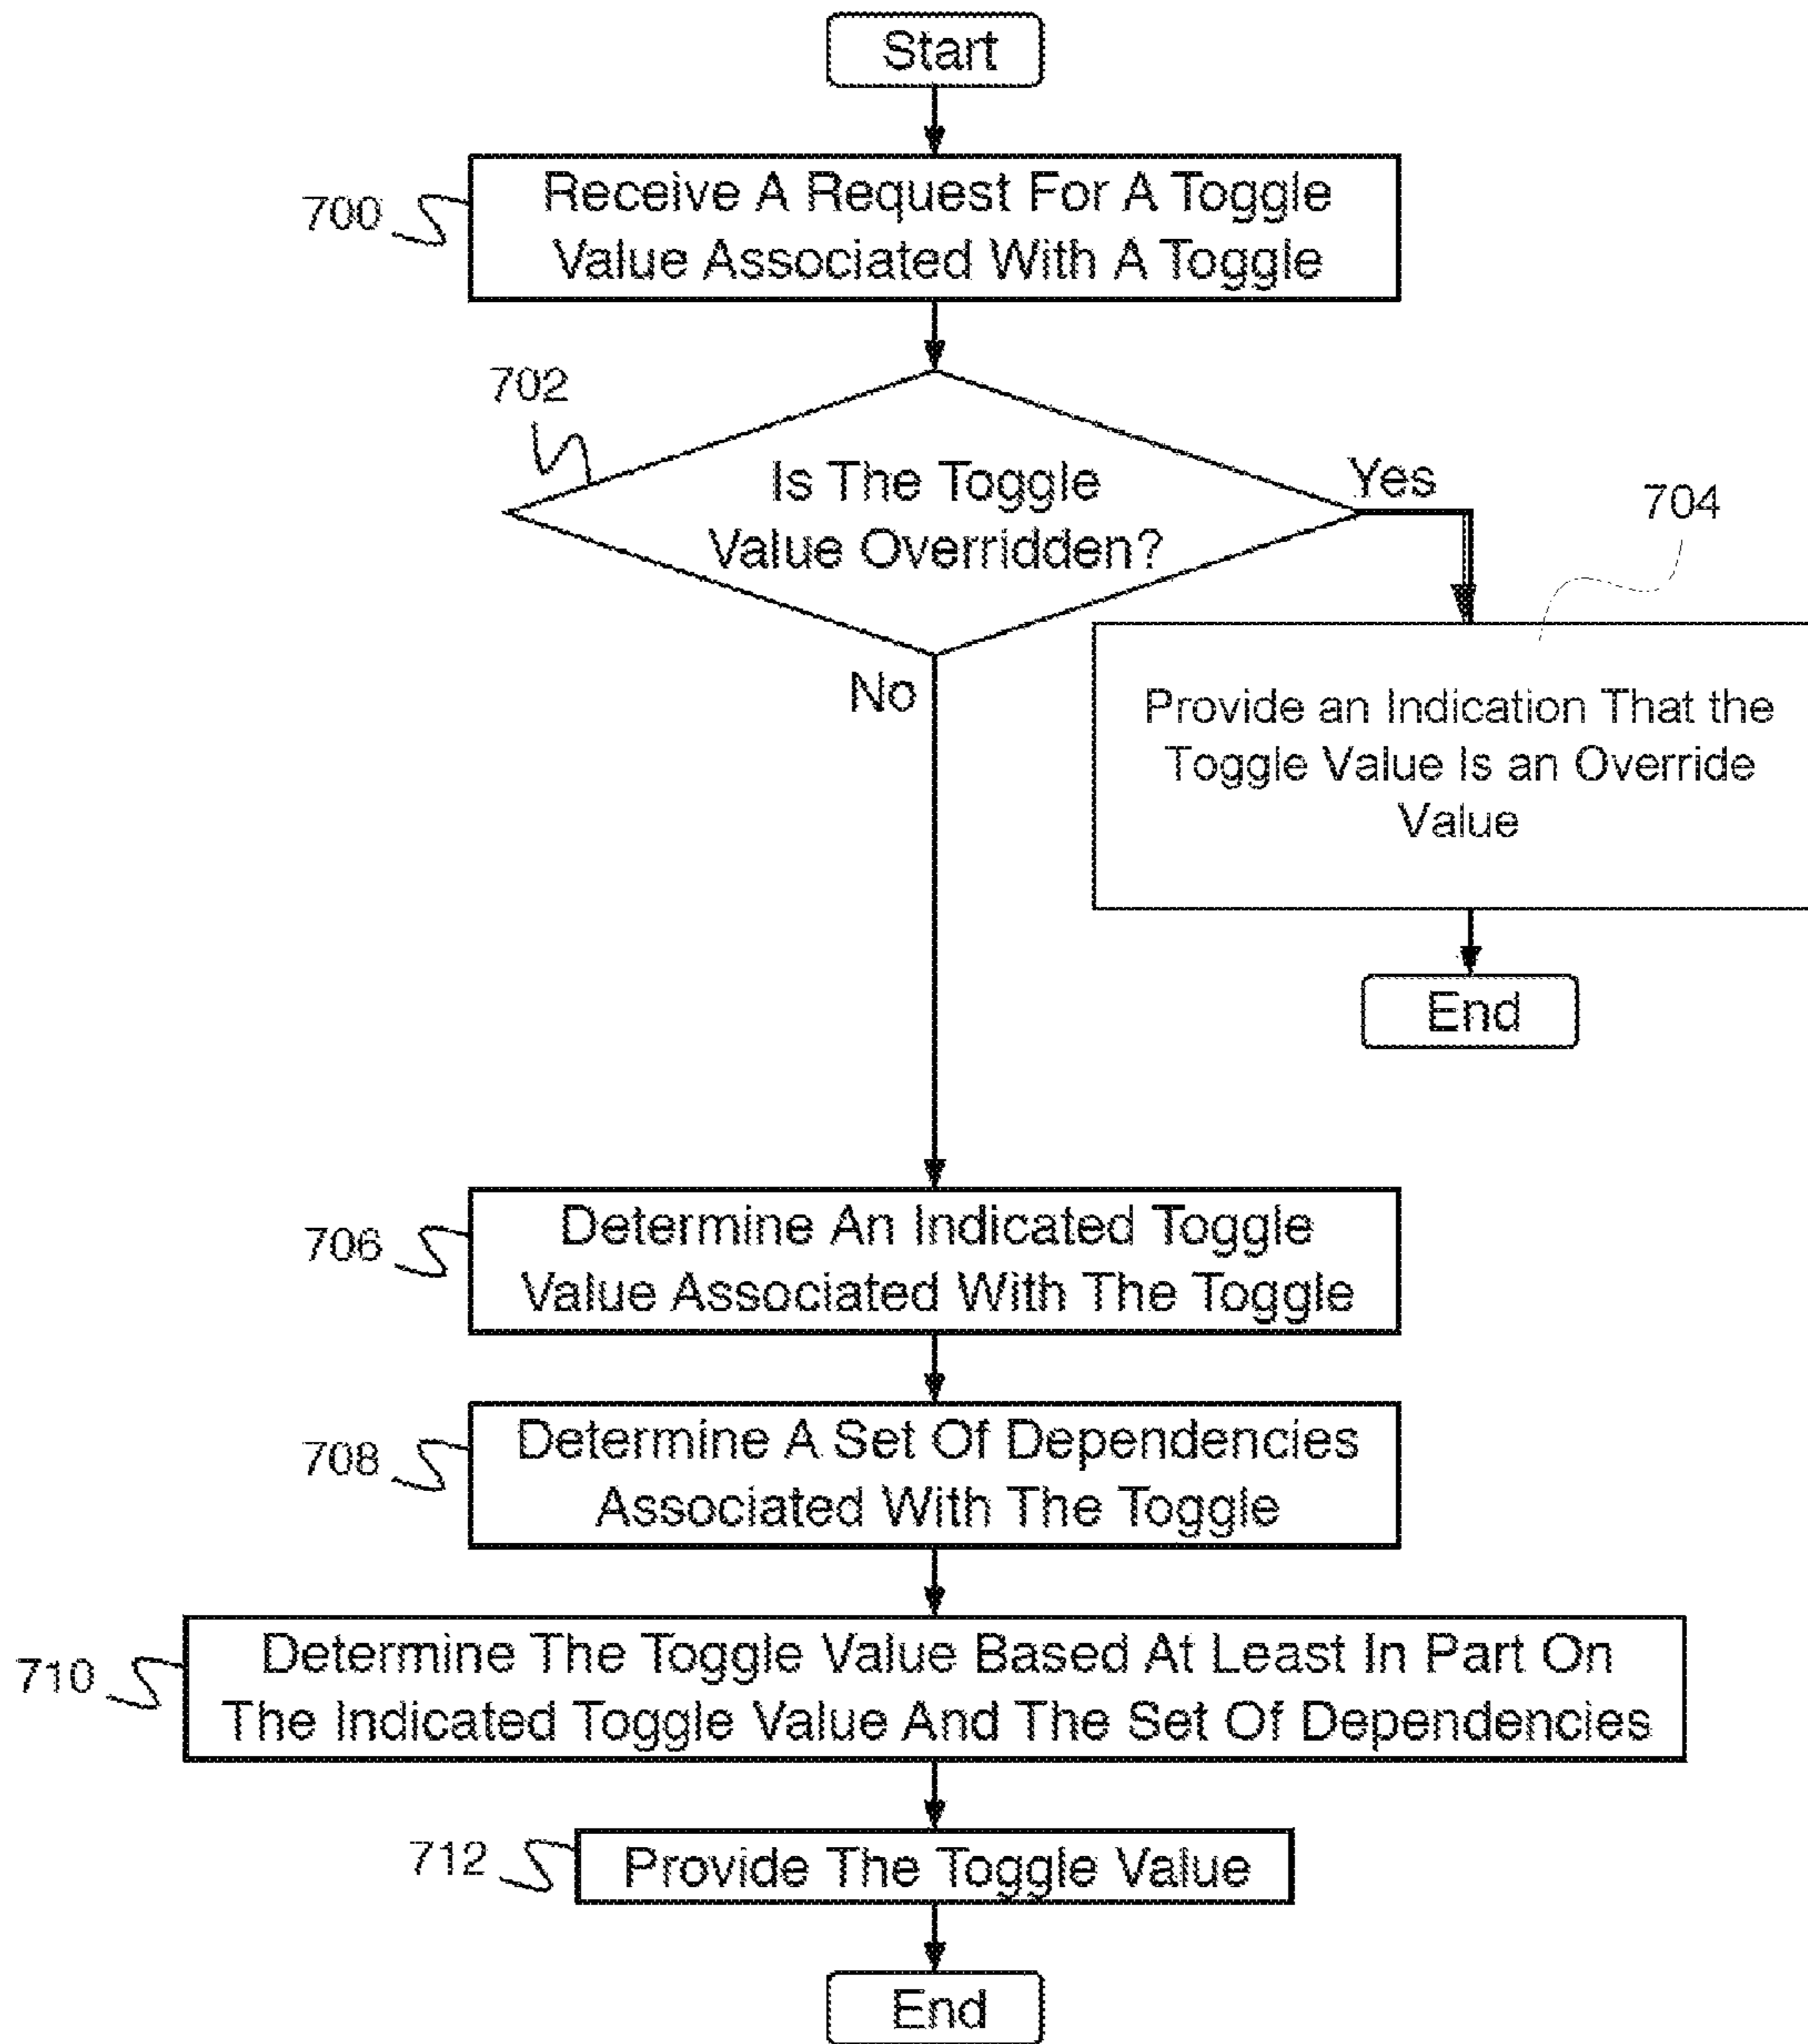 Start
700
Receive A Request For A Toggle
Value Associated With A Toggle
702
Is The Toggle
Value Overridden?
Yes
704
No
Provide an Indication That the
Toggle Value Is an Override
Value
End
706
Determine An Indicated Toggle
Value Associated With The Toggle
708
Determine A Set Of Dependencies
Associated With The Toggle
710
Determine The Toggle Value Based At Least In Part On
The Indicated Toggle Value And The Set Of Dependencies
712
Provide The Toggle Value
End